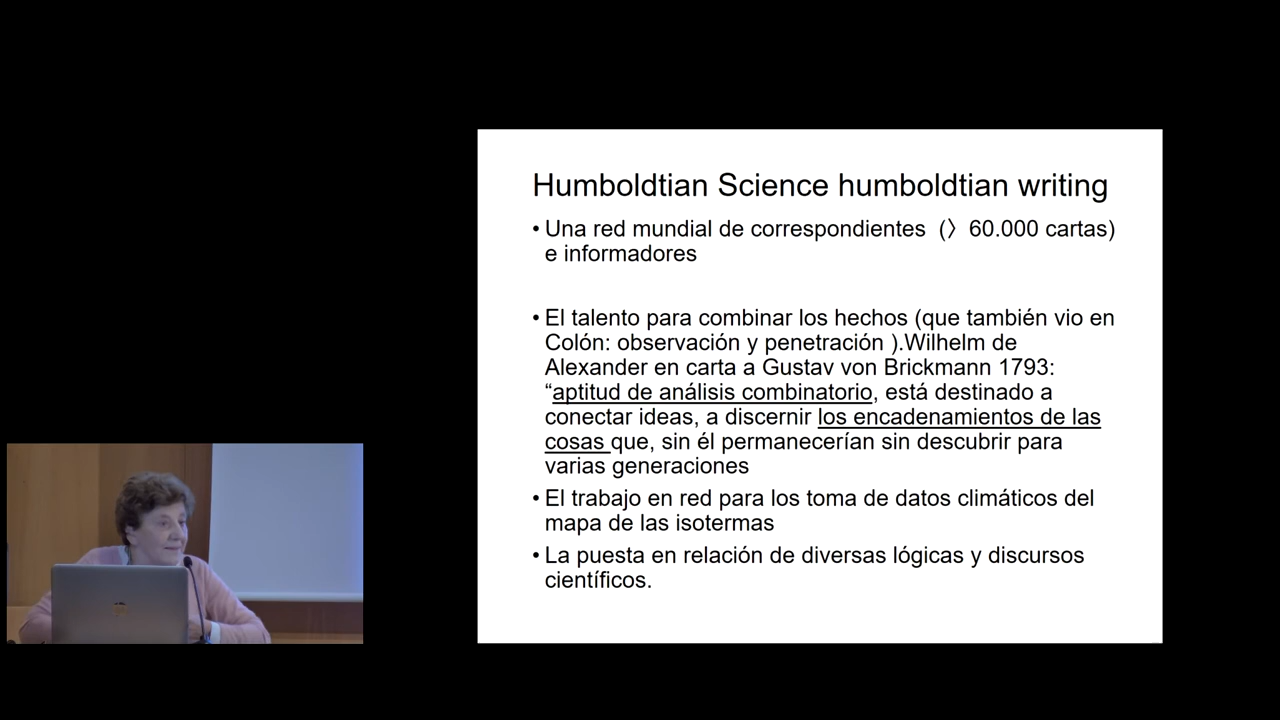 Humboldtian Science humboldtian writing
• Una red mundial de correspondientes (〉 60.000 cartas)
e informadores
• El talento para combinar los hechos (que también vio en
Colón: observación y penetración ).Wilhelm de
Alexander en carta a Gustav von Brickmann 1793:
“aptitud de análisis combinatorio, está destinado a
conectar ideas, a discernir los encadenamientos de las
cosas que, sin él permanecerían sin descubrir para
varias generaciones
• El trabajo en red para los toma de datos climáticos del
mapa de las isotermas
• La puesta en relación de diversas lógicas y discursos
científicos.